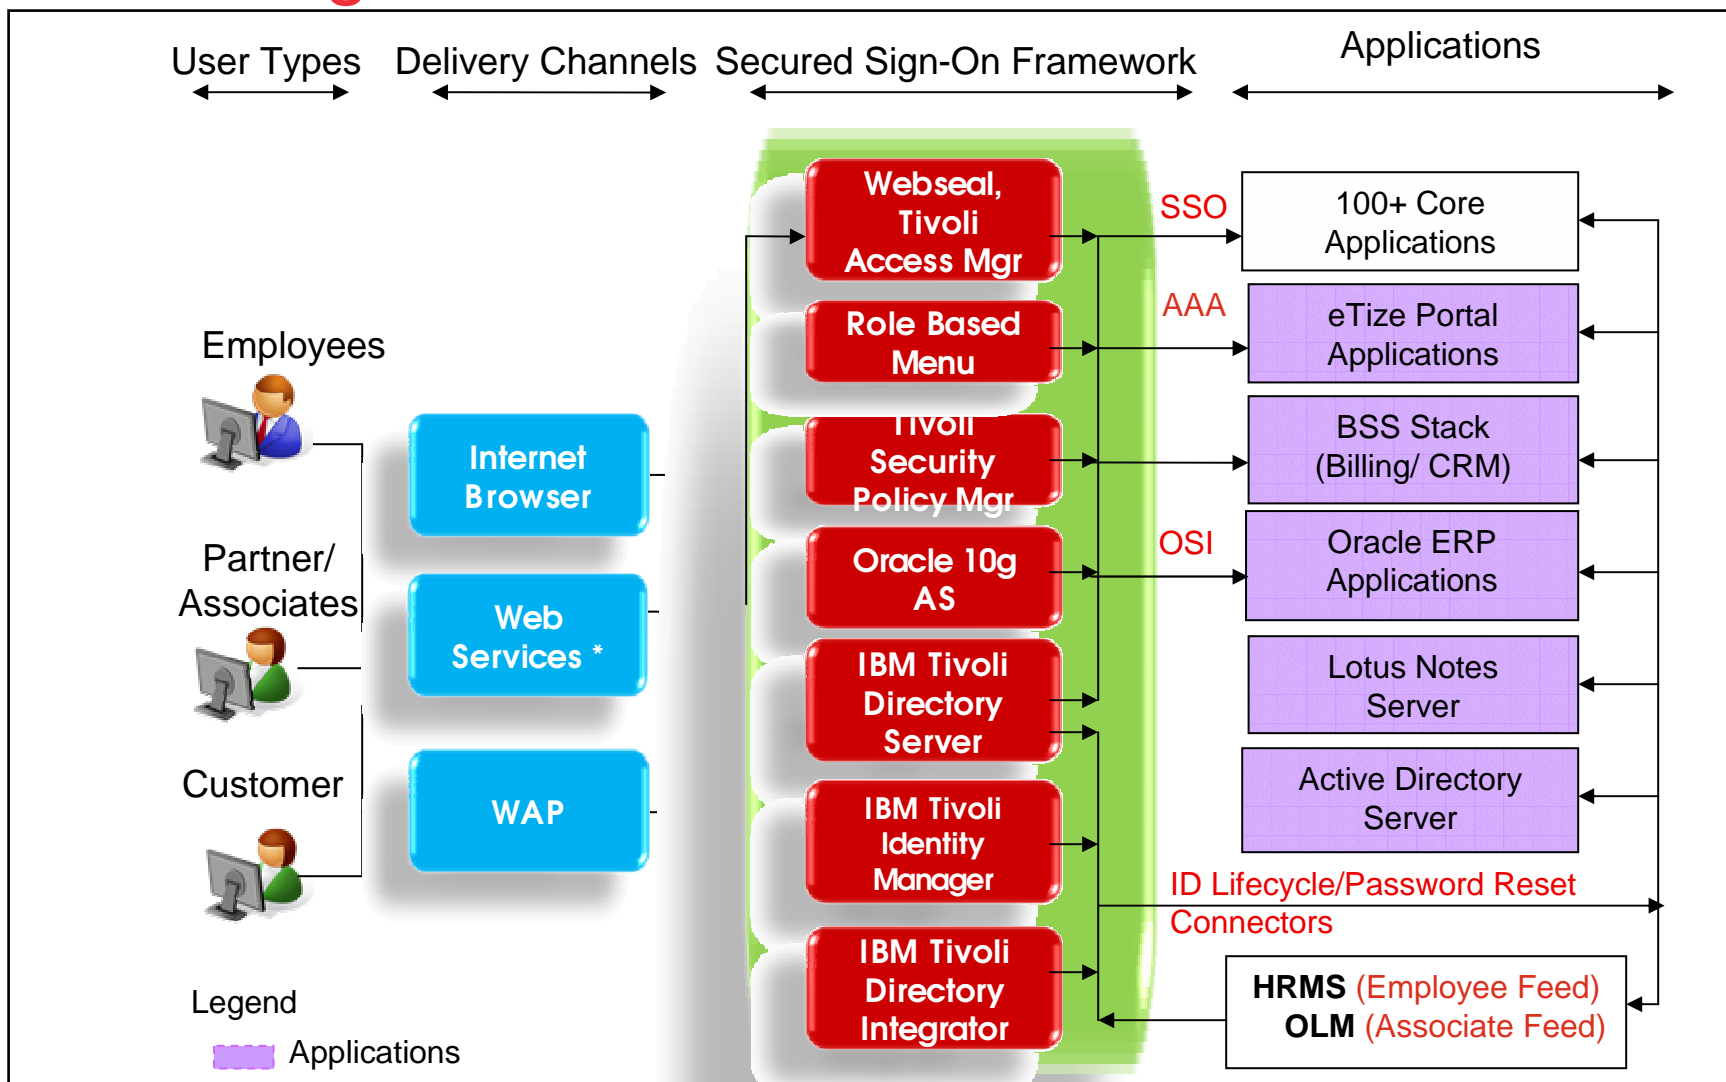 User Types
Delivery Channels
Secured Sign-On Framework
Applications
Employees
Partner/
Associates
Customer
Internet
Browser
Web
Services *
WAP
Webseal,
Tivoli
Access Mgr
Role Based
Menu
Tivoli
Security
Policy Mgr
Oracle 10g
AS
IBM Tivoli
Directory
Server
IBM Tivoli
Identity
Manager
IBM Tivoli
Directory
Integrator
SSO
AAA
OSI
100+ Core
Applications
eTize Portal
Applications
BSS Stack
(Billing/ CRM)
Oracle ERP
Applications
Lotus Notes
Server
Active Directory
Server
ID Lifecycle/Password Reset
Connectors
HRMS (Employee Feed)
OLM (Associate Feed)
Legend
Applications